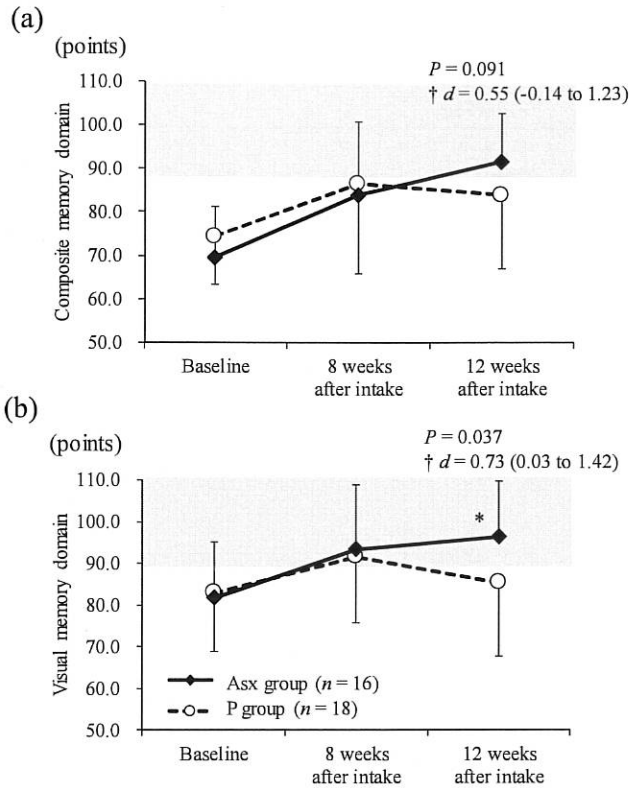 (a)
(points)
P = 0.091
† d = 0.55 (-0.14 to 1.23)
Composite memory domain
110.0
100.0
90.0
80.0
70.0
60.0
50.0
Baseline
8 weeks
after intake
12 weeks
after intake
(b)
(points)
P = 0.037
† d = 0.73 (0.03 to 1.42)
Visual memory domain
110.0
100.0
90.0
80.0
70.0
60.0
50.0
*
Asx group (n = 16)
P group (n = 18)
Baseline
8 weeks
after intake
12 weeks
after intake